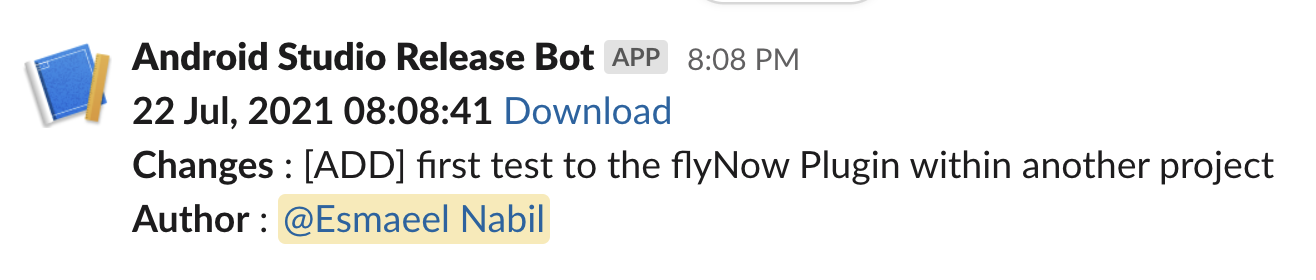 Android Studio Release Bot APP 8:08 PM
22 Jul, 2021 08:08:41 Download
Changes : [ADD] first test to the flyNow Plugin within another project
Author : @Esmaeel Nabil